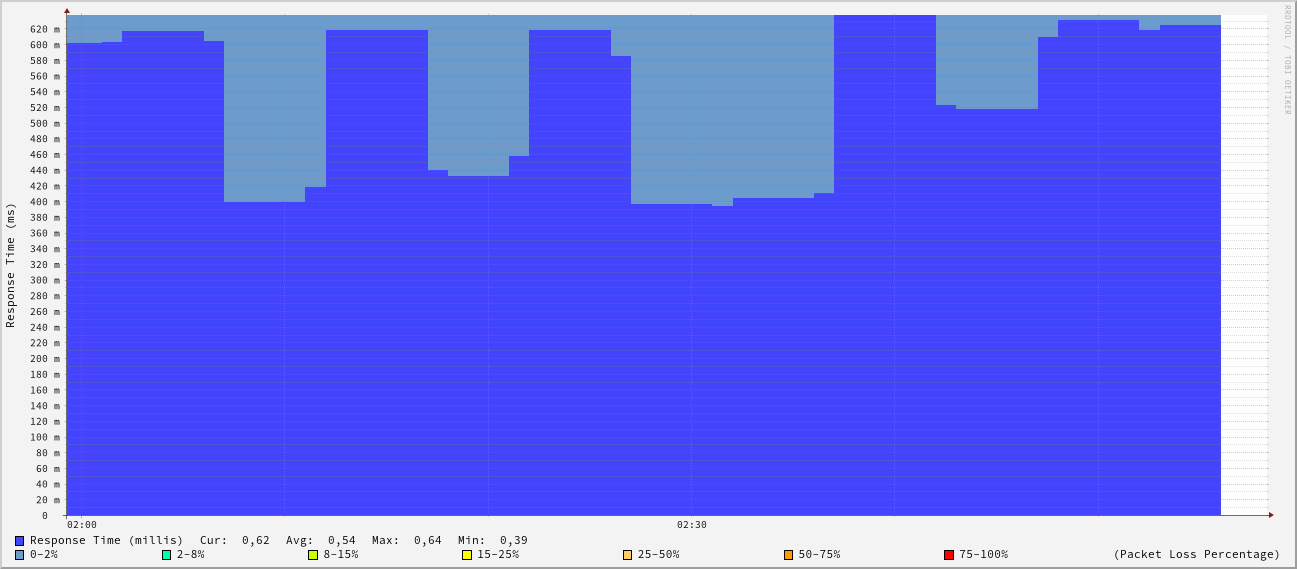 RRDTOOL / TOBI OETIKER
Response Time (ms)
620 m
600 m
580 m
560 m
540 m
520 m
500 m
480 m
460 m
440 m
420 m
400 m
380 m
360 m
340 m
320 m
300 m
280 m
260 m
240 m
220 m
200 m
180 m
160 m
140 m
120 m
100 m
80 m
60 m
40 m
20 m
0
02:00 02:30
Response Time (millis) Cur: 0,62 Avg: 0,54 Max: 0,64 Min: 0,39
0-2% 2-8% 8-15% 15-25% 25-50% 50-75% 75-100% (Packet Loss Percentage)